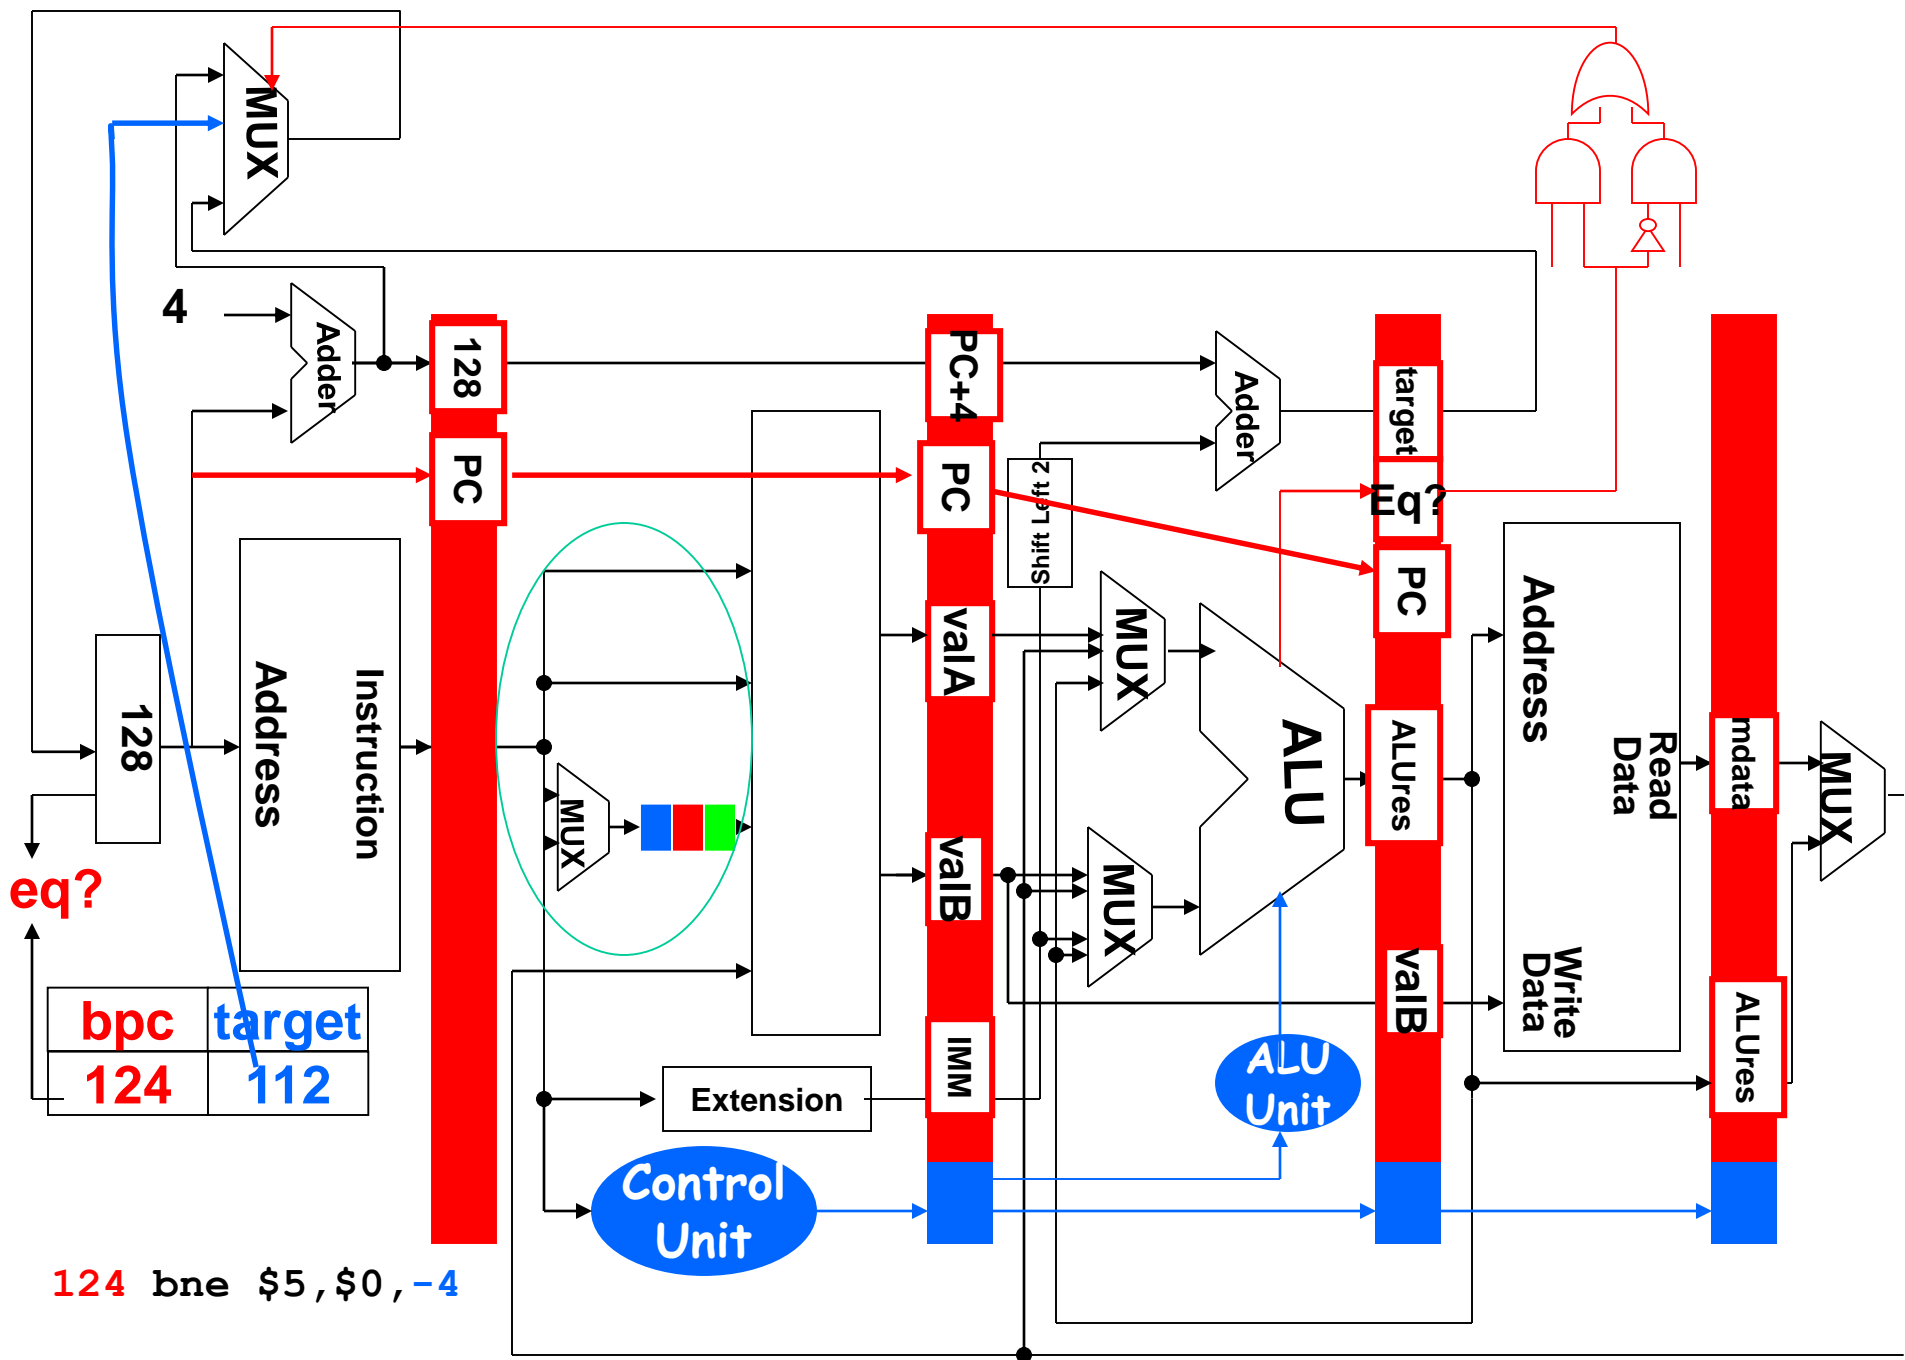 MUX
4
Adder
128
PC
PC+4
PC
Adder
target
Eq?
PC
Shift Left 2
128
Address
Instruction
MUX
valA
valB
IMM
MUX
MUX
ALU
ALUres
valB
Address
Read
Data
Write
Data
mdata
ALUres
MUX
eq?
bpc target
124 112
Extension
ALU
Unit
Control
Unit
124 bne $5,$0,-4